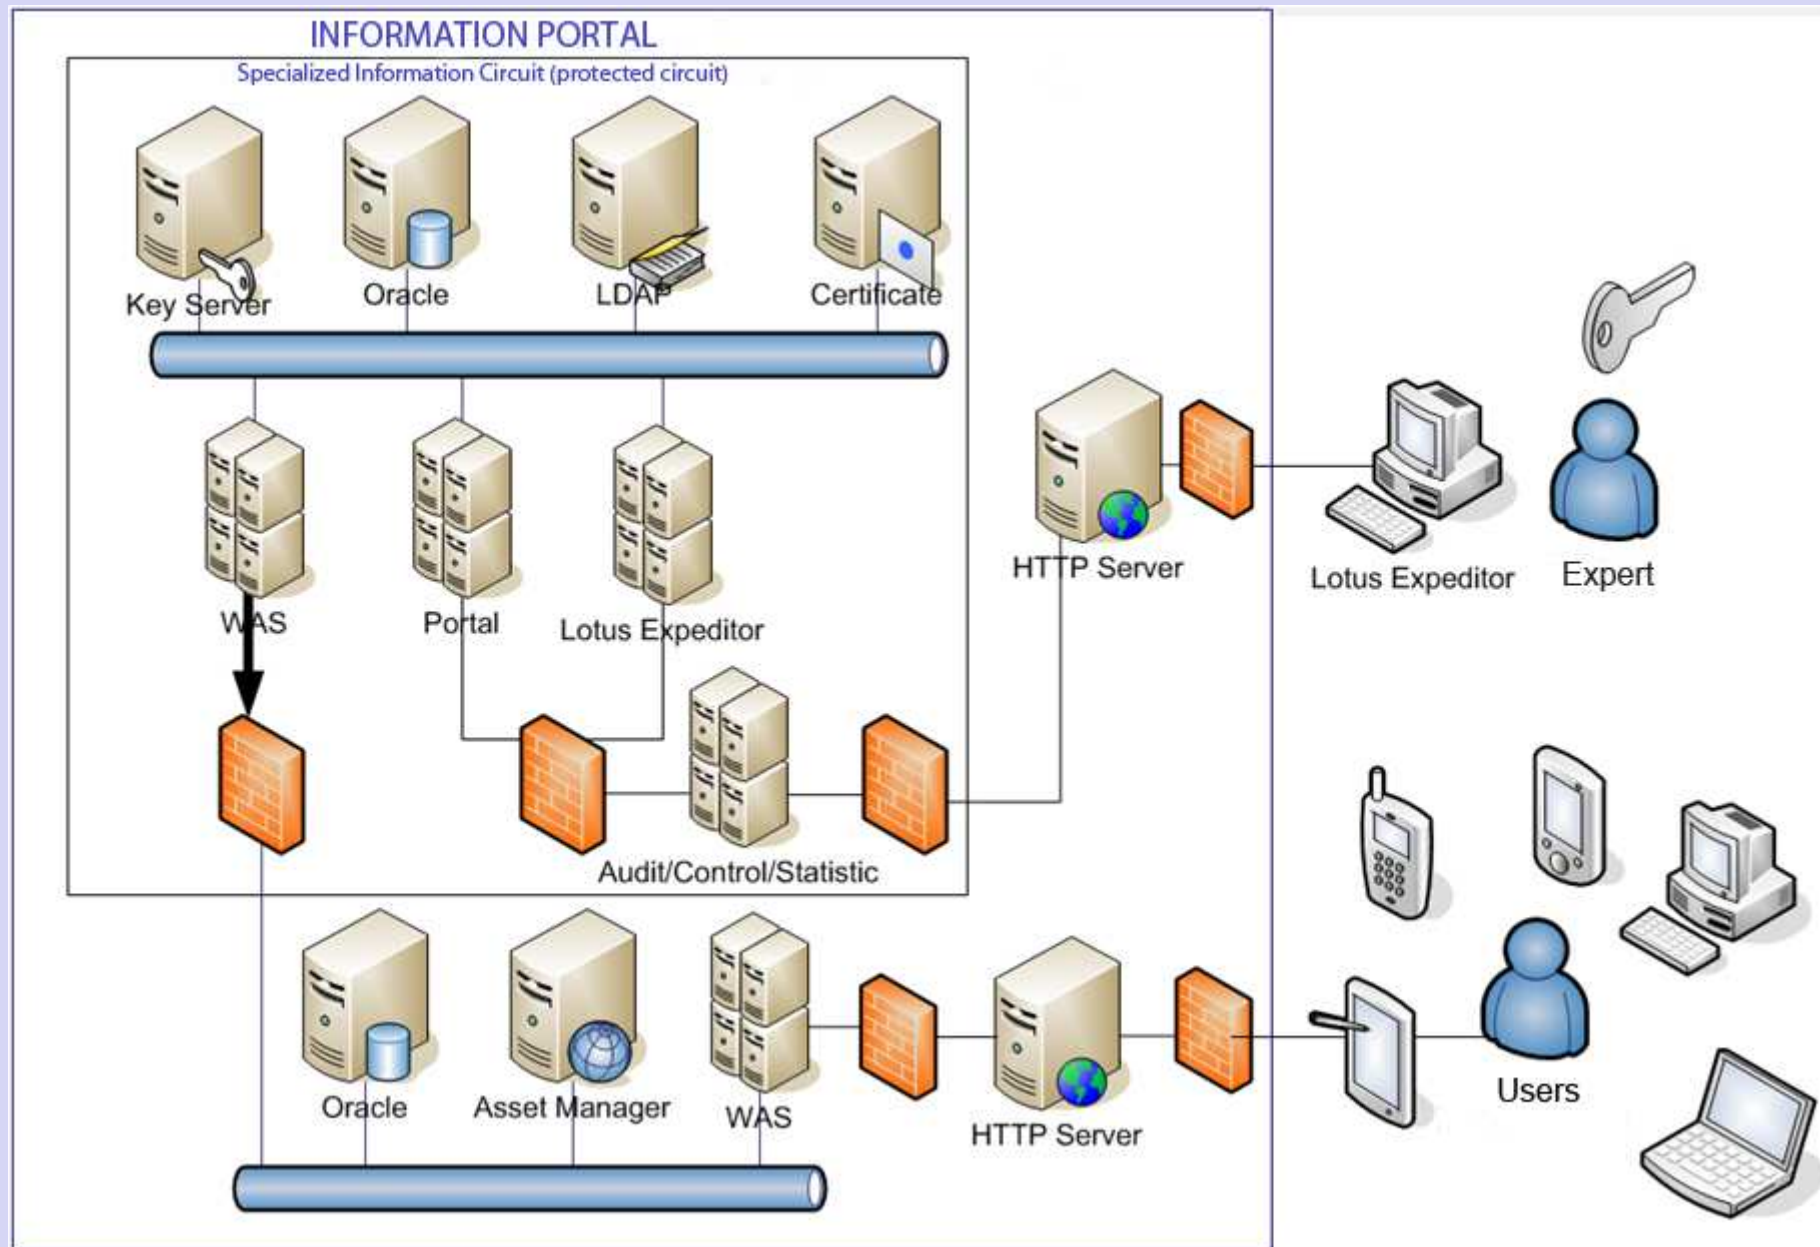 INFORMATION PORTAL
Specialized Information Circuit (protected circuit)
Key Server
Oracle
LDAP
Certificate
WAS
Portal
Lotus Expeditor
HTTP Server
Lotus Expeditor
Expert
Audit/Control/Statistic
Oracle
Asset Manager
WAS
HTTP Server
Users